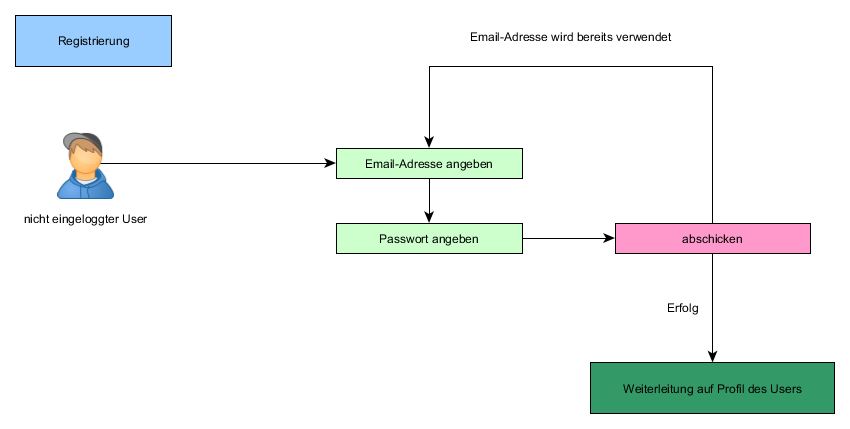 Registrierung
Email-Adresse wird bereits verwendet
Email-Adresse angeben
nicht eingeloggter User
Passwort angeben
abschicken
Erfolg
Weiterleitung auf Profil des Users